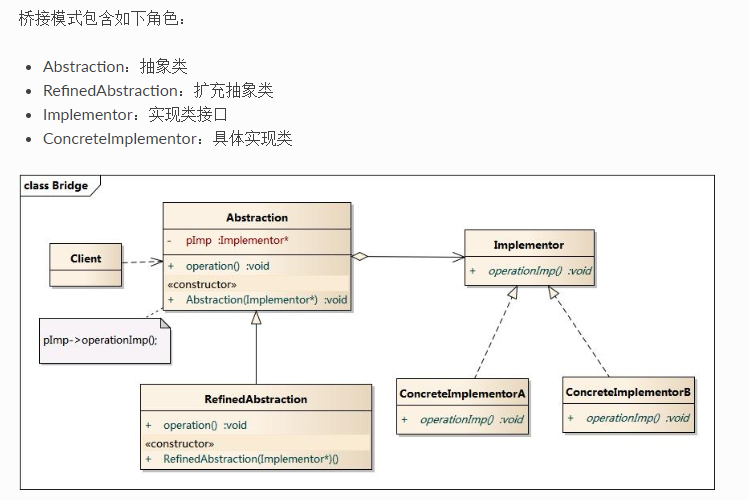 桥接模式包含如下角色：
• Abstraction：抽象类
• RefinedAbstraction：扩充抽象类
• Implementor：实现类接口
• ConcreteImplementor：具体实现类
class Bridge
Abstraction
- pImp :Implementor*
+ operation() :void
«constructor»
+ Abstraction(Implementor*) :void
Client
Implementor
+ operationImp() :void
pImp->operationImp();
RefinedAbstraction
+ operation() :void
«constructor»
+ RefinedAbstraction(Implementor*)()
ConcreteImplementorA
+ operationImp() :void
ConcreteImplementorB
+ operationImp() :void